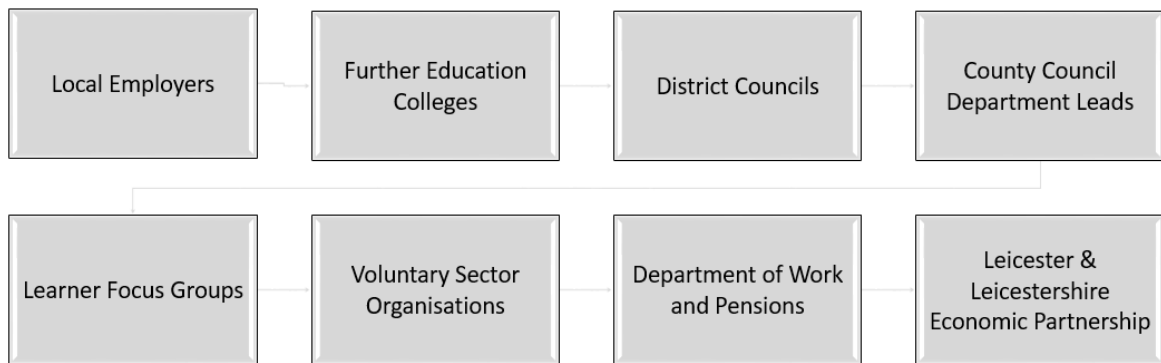 Local Employers
Further Education
Colleges
District Councils
County Council
Department Leads
Learner Focus Groups
Voluntary Sector
Organisations
Department of Work
and Pensions
Leicester &
Leicestershire
Economic Partnership